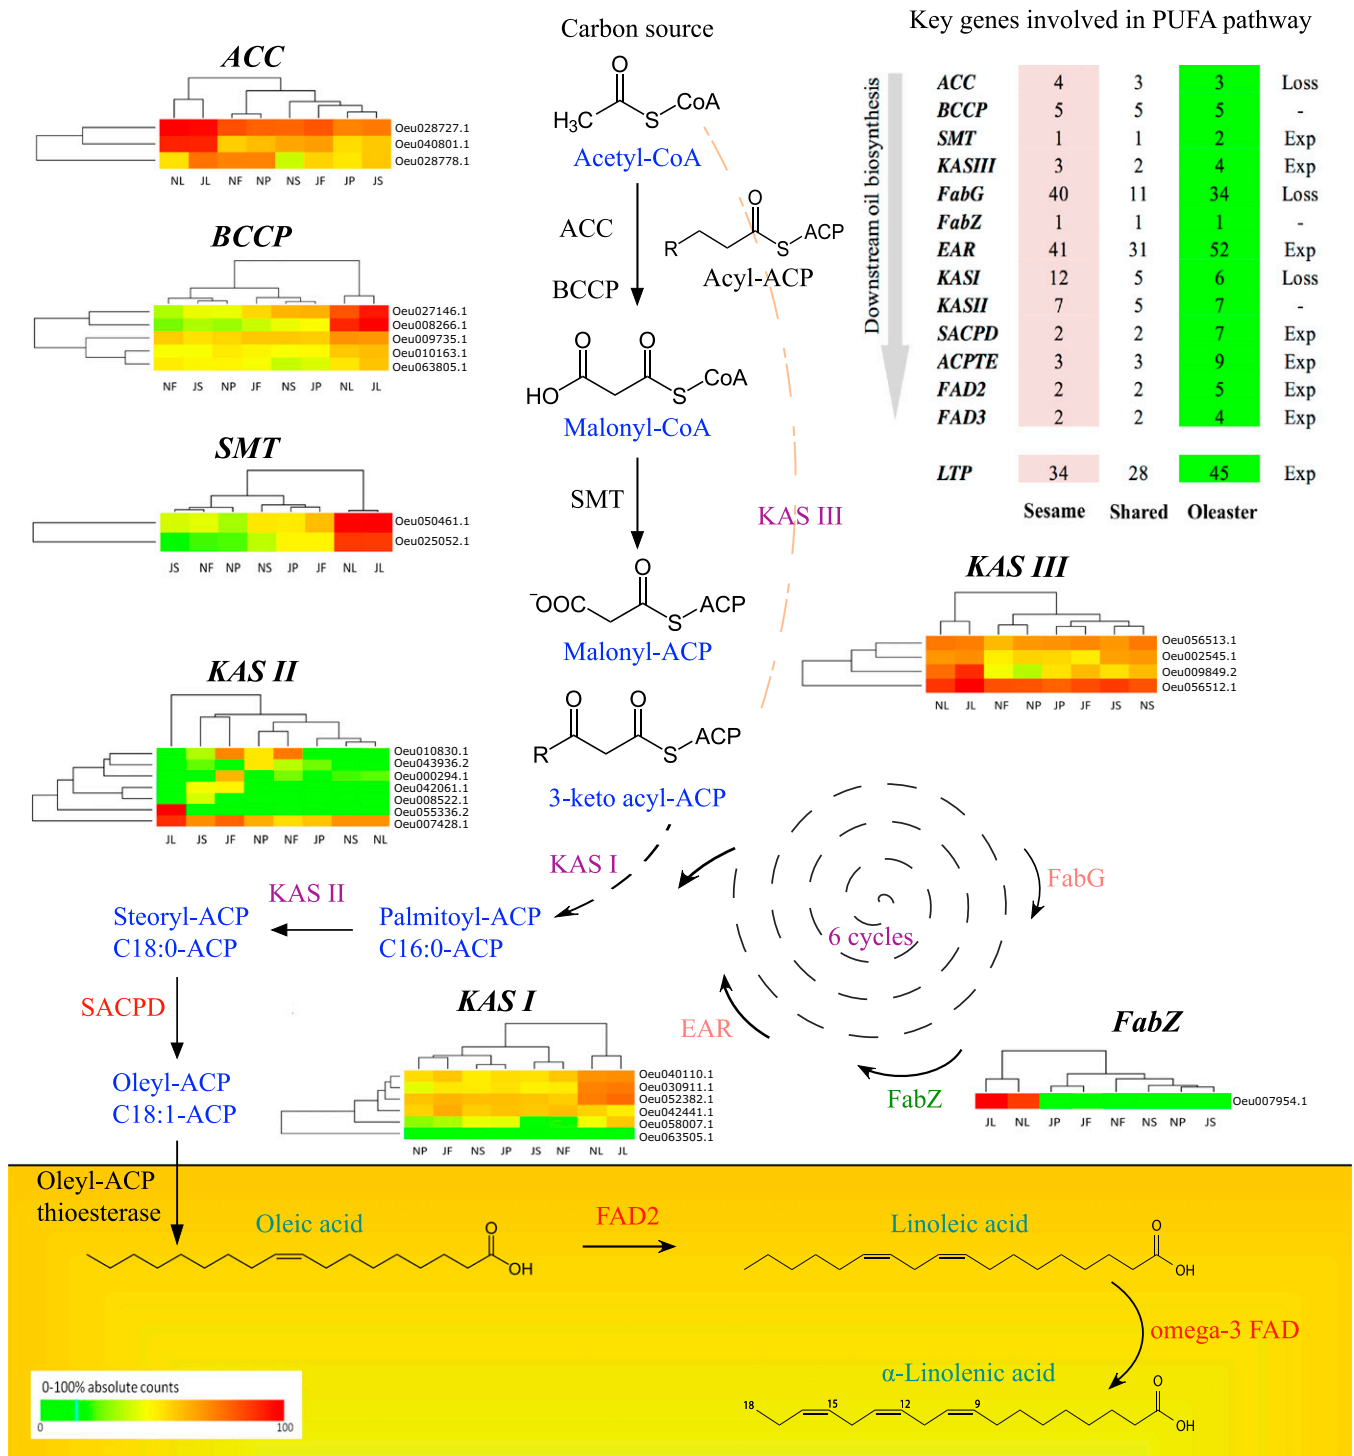 Key genes involved in PUFA pathway
Carbon source
Downstream oil biosynthesis
ACC 4 3 3 Loss
BCCP 5 5 5 -
SMT 1 1 2 Exp
KASIII 3 2 4 Exp
FabG 40 11 34 Loss
FabZ 1 1 1 -
EAR 41 31 52 Exp
KASI 12 5 6 Loss
KASII 7 5 7 -
SACPD 2 2 7 Exp
ACPTE 3 3 9 Exp
FAD2 2 2 5 Exp
FAD3 2 2 4 Exp
LTP 34 28 45 Exp
Sesame Shared Oleaster
ACC
Oeu028727.1
Oeu040801.1
Oeu028778.1
NL JL NF NP NS JF JP JS
BCCP
Oeu027146.1
Oeu008266.1
Oeu009735.1
Oeu010163.1
Oeu063805.1
NF JS NP JF NS JP NL JL
SMT
Oeu050461.1
Oeu025052.1
JS NF NP NS JP JF NL JL
KAS II
Oeu010830.1
Oeu043936.2
Oeu000294.1
Oeu042061.1
Oeu008522.1
Oeu055336.2
Oeu007428.1
JL JS JF NP NF JP NS NL
O
H₃C S CoA
Acetyl-CoA
ACC
BCCP
O
R S ACP
Acyl-ACP
O O
HO S CoA
Malonyl-CoA
SMT
KAS III
O
⁻OOC S ACP
Malonyl-ACP
O O
R S ACP
3-keto acyl-ACP
KAS III
Oeu056513.1
Oeu002545.1
Oeu009849.2
Oeu056512.1
NL JL NF NP JP JF JS NS
KAS I
KAS II
Steoryl-ACP
C18:0-ACP
Palmitoyl-ACP
C16:0-ACP
FabG
6 cycles
EAR
FabZ
SACPD
Oleyl-ACP
C18:1-ACP
KAS I
Oeu040110.1
Oeu030911.1
Oeu052382.1
Oeu042441.1
Oeu058007.1
Oeu063505.1
NP JF NS JP JS NF NL JL
FabZ
Oeu007954.1
JL NL JP JF NF NS NP JS
Oleyl-ACP
thioesterase
Oleic acid
O
OH
FAD2
Linoleic acid
O
OH
omega-3 FAD
α-Linolenic acid
18 15 12 9
O
OH
0-100% absolute counts
0 100